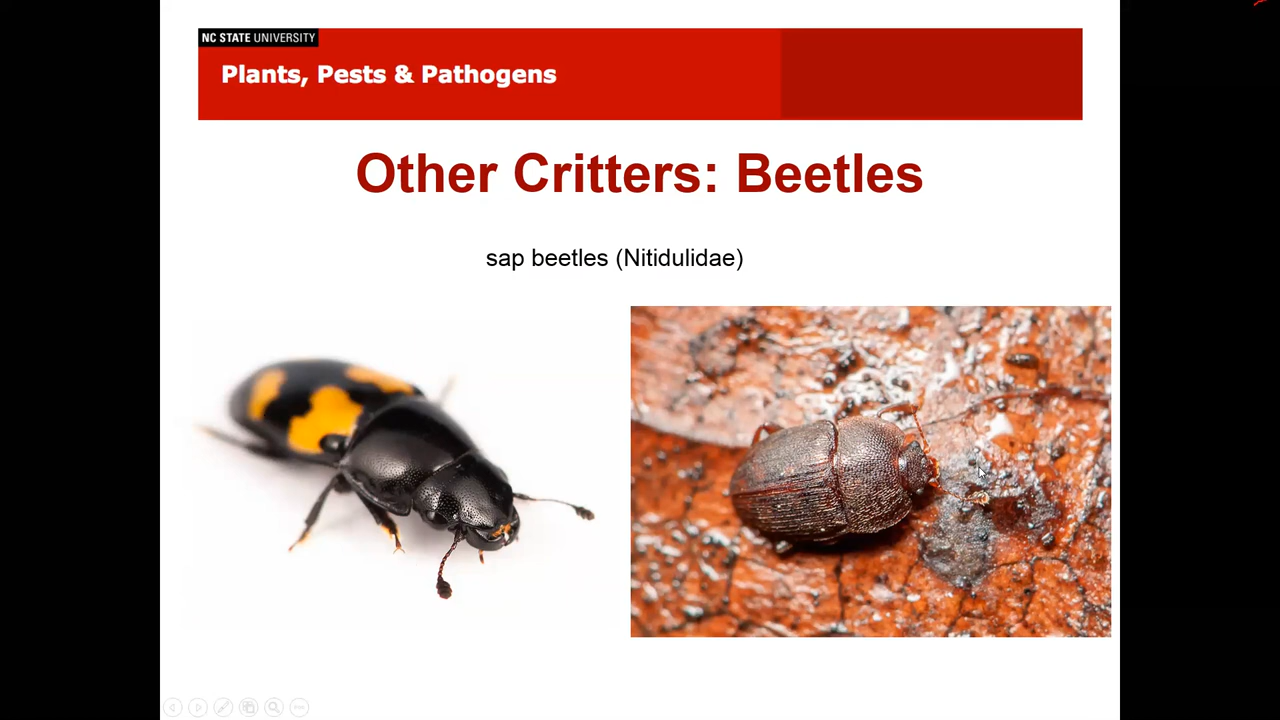 NC STATE UNIVERSITY
Plants, Pests & Pathogens
Other Critters: Beetles
sap beetles (Nitidulidae)